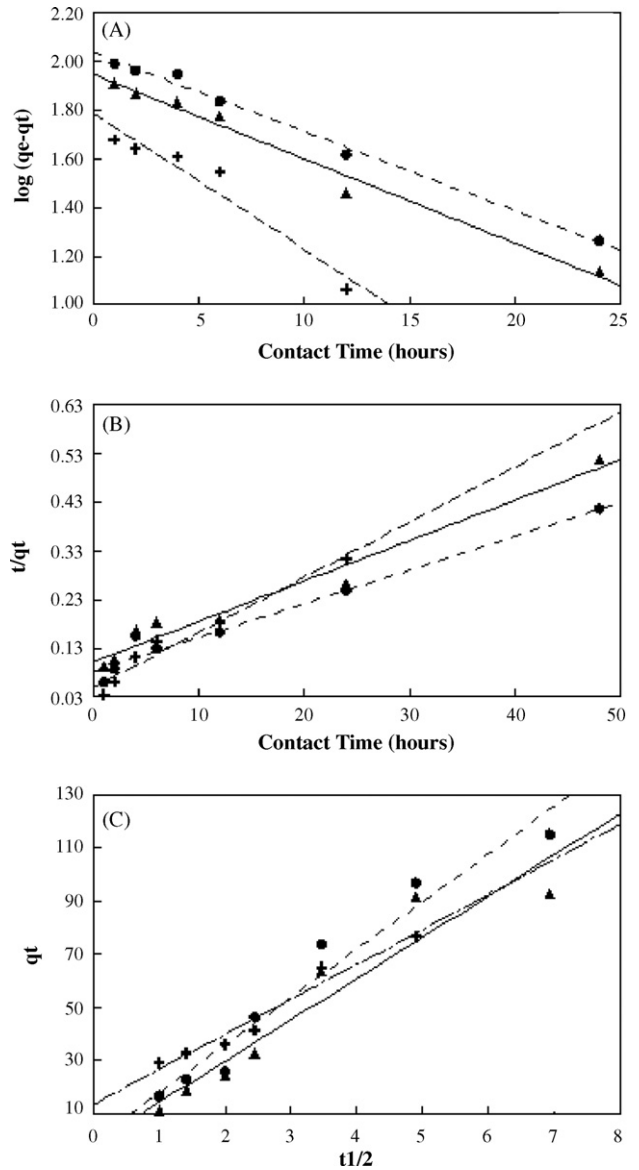 (A)
2.20
2.00
1.80
1.60
1.40
1.20
1.00
log (qe-qt)
0 5 10 15 20 25
Contact Time (hours)
(B)
0.63
0.53
0.43
0.33
0.23
0.13
0.03
t/qt
0 10 20 30 40 50
Contact Time (hours)
(C)
130
110
90
70
50
30
10
qt
0 1 2 3 4 5 6 7 8
t1/2